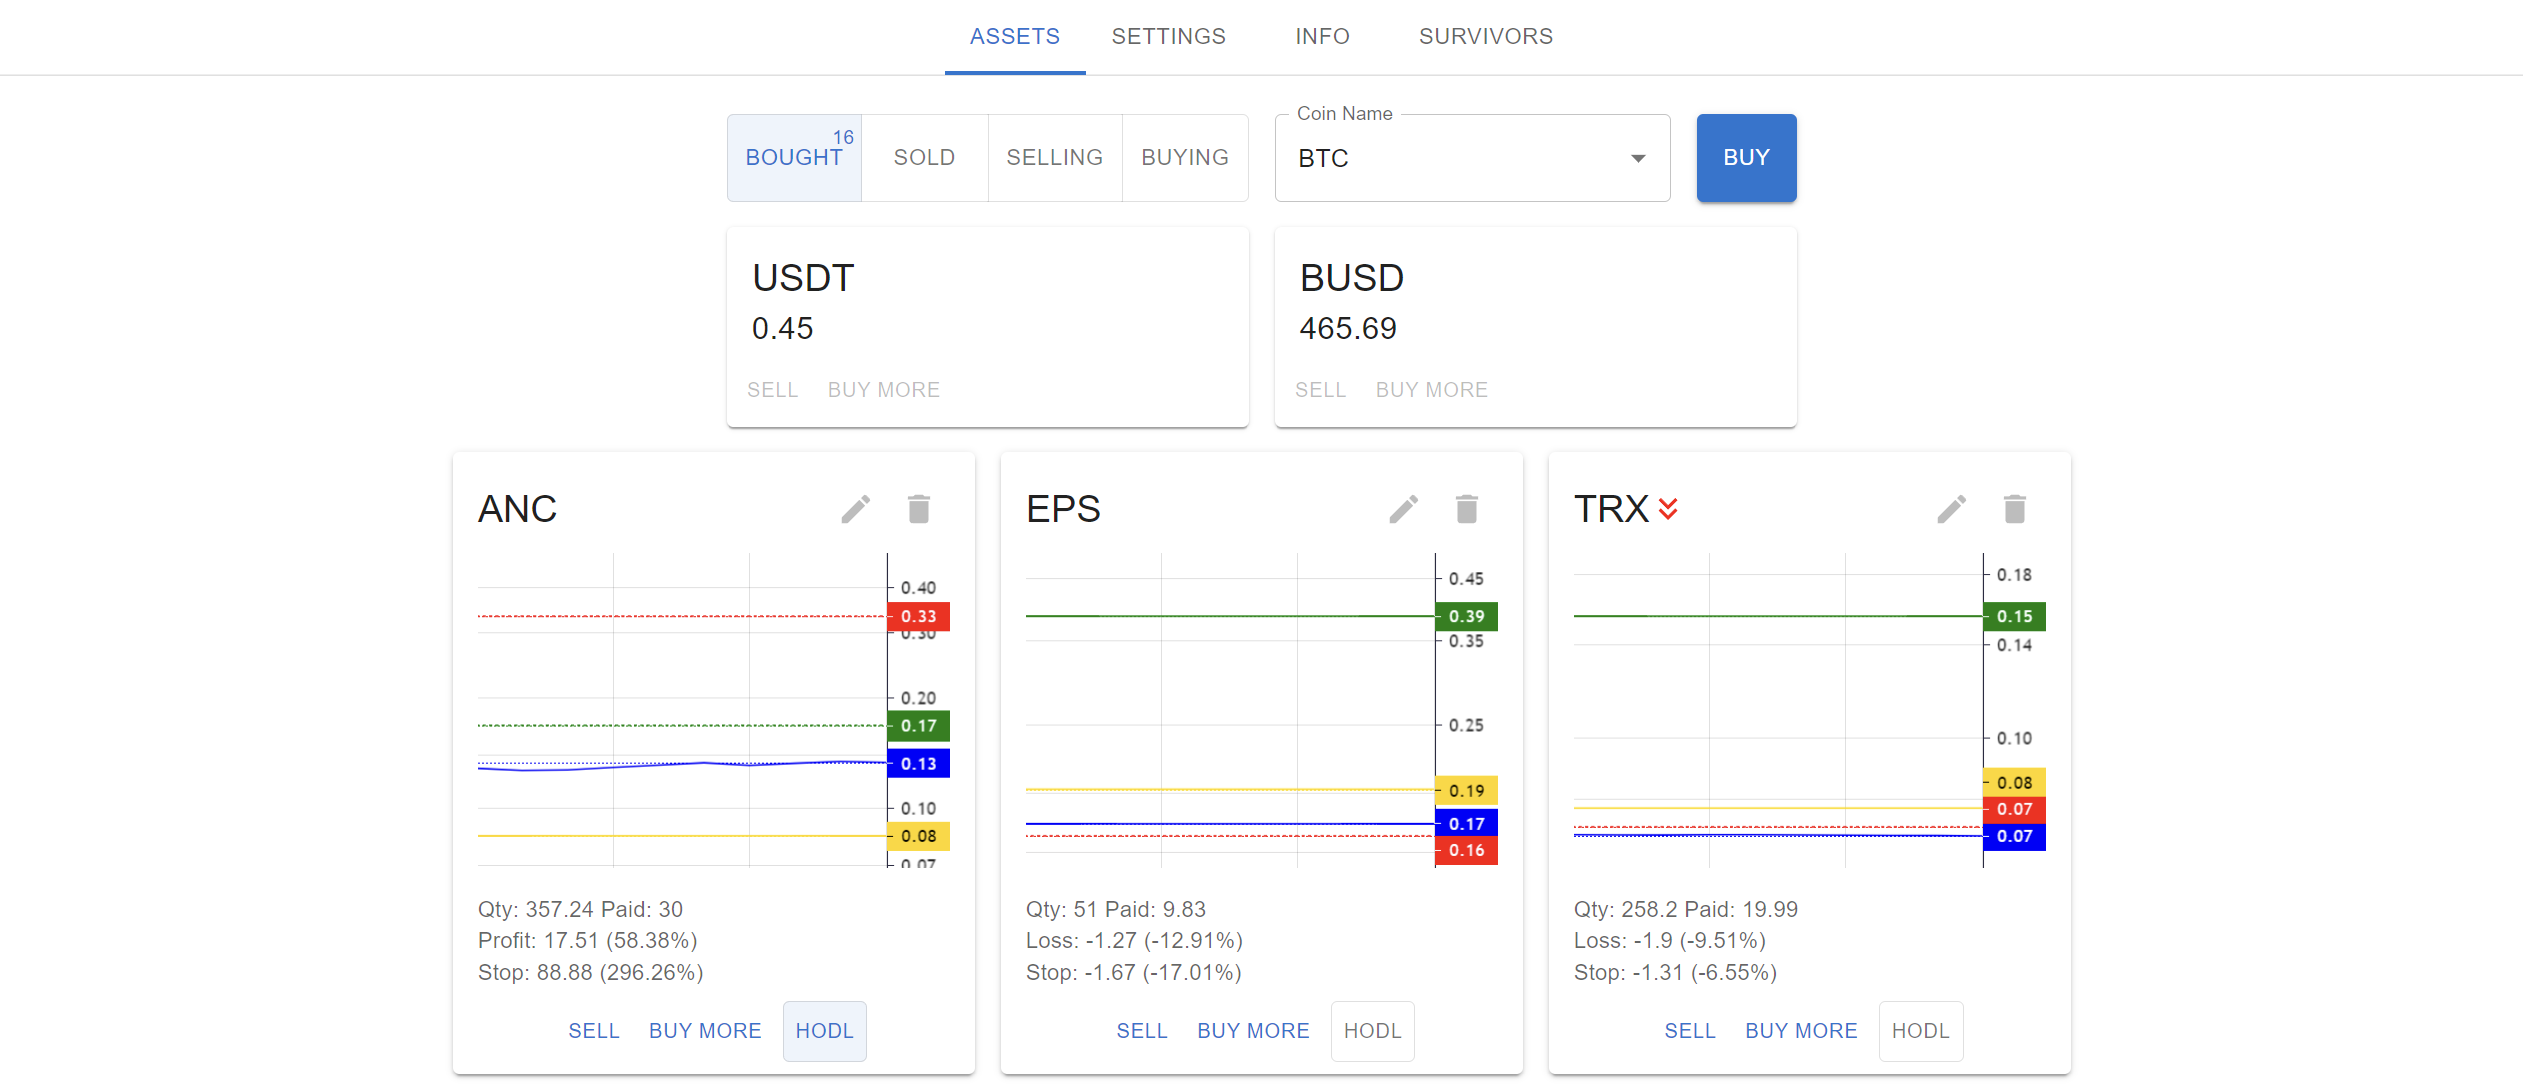 ASSETS SETTINGS INFO SURVIVORS
BOUGHT 16 SOLD SELLING BUYING
Coin Name
BTC
BUY
USDT
0.45
SELL BUY MORE
BUSD
465.69
SELL BUY MORE
ANC
0.40
0.33
0.30
0.20
0.17
0.13
0.10
0.08
0.07
Qty: 357.24 Paid: 30
Profit: 17.51 (58.38%)
Stop: 88.88 (296.26%)
SELL BUY MORE HODL
EPS
0.45
0.39
0.35
0.25
0.19
0.17
0.16
Qty: 51 Paid: 9.83
Loss: -1.27 (-12.91%)
Stop: -1.67 (-17.01%)
SELL BUY MORE HODL
TRX
0.18
0.15
0.14
0.10
0.08
0.07
0.07
Qty: 258.2 Paid: 19.99
Loss: -1.9 (-9.51%)
Stop: -1.31 (-6.55%)
SELL BUY MORE HODL